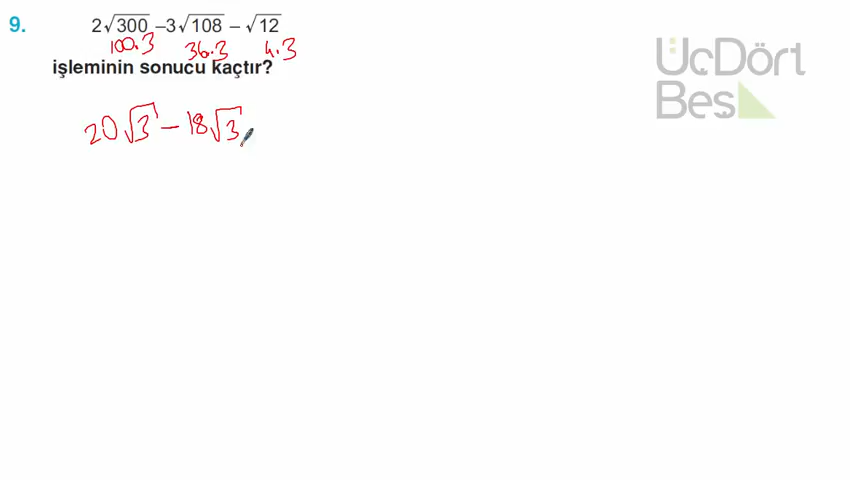 9. 2√300 –3√108 – √12
100.3 36.3 4.3
işleminin sonucu kaçtır?
20√3 – 18√3
ÜçDört
Beş